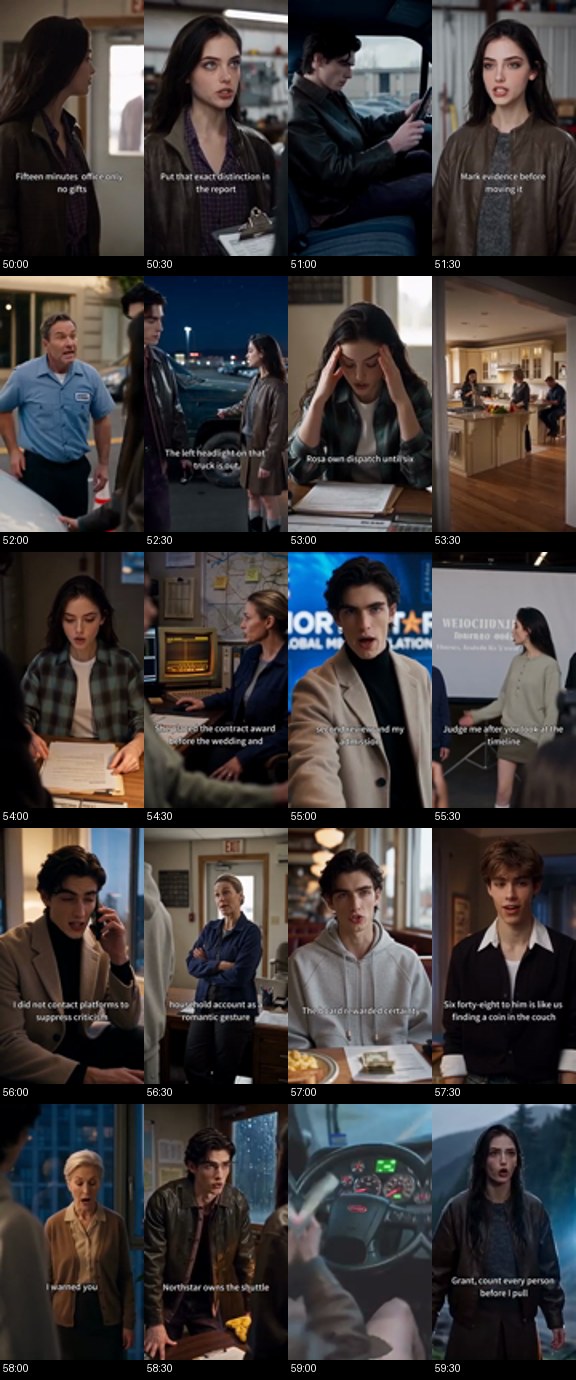 Fifteen minutes office only
no gifts
Put that exact distinction in
the report
Mark evidence before
moving it
50:00
50:30
51:00
51:30
The left headlight on that
truck is out.
Rosa own dispatch until six
52:00
52:30
53:00
53:30
placed the contract award
before the wedding and
second review and my
admission
Judge me after you look at the
timeline
54:00
54:30
55:00
55:30
EXIT
I did not contact platforms to
suppress criticism
household account as
romantic gesture
The board rewarded certainty
Six forty-eight to him is like us
finding a coin in the couch
56:00
56:30
57:00
57:30
I warned you
Northstar owns the shuttle
Grant, count every person
before I pull
58:00
58:30
59:00
59:30